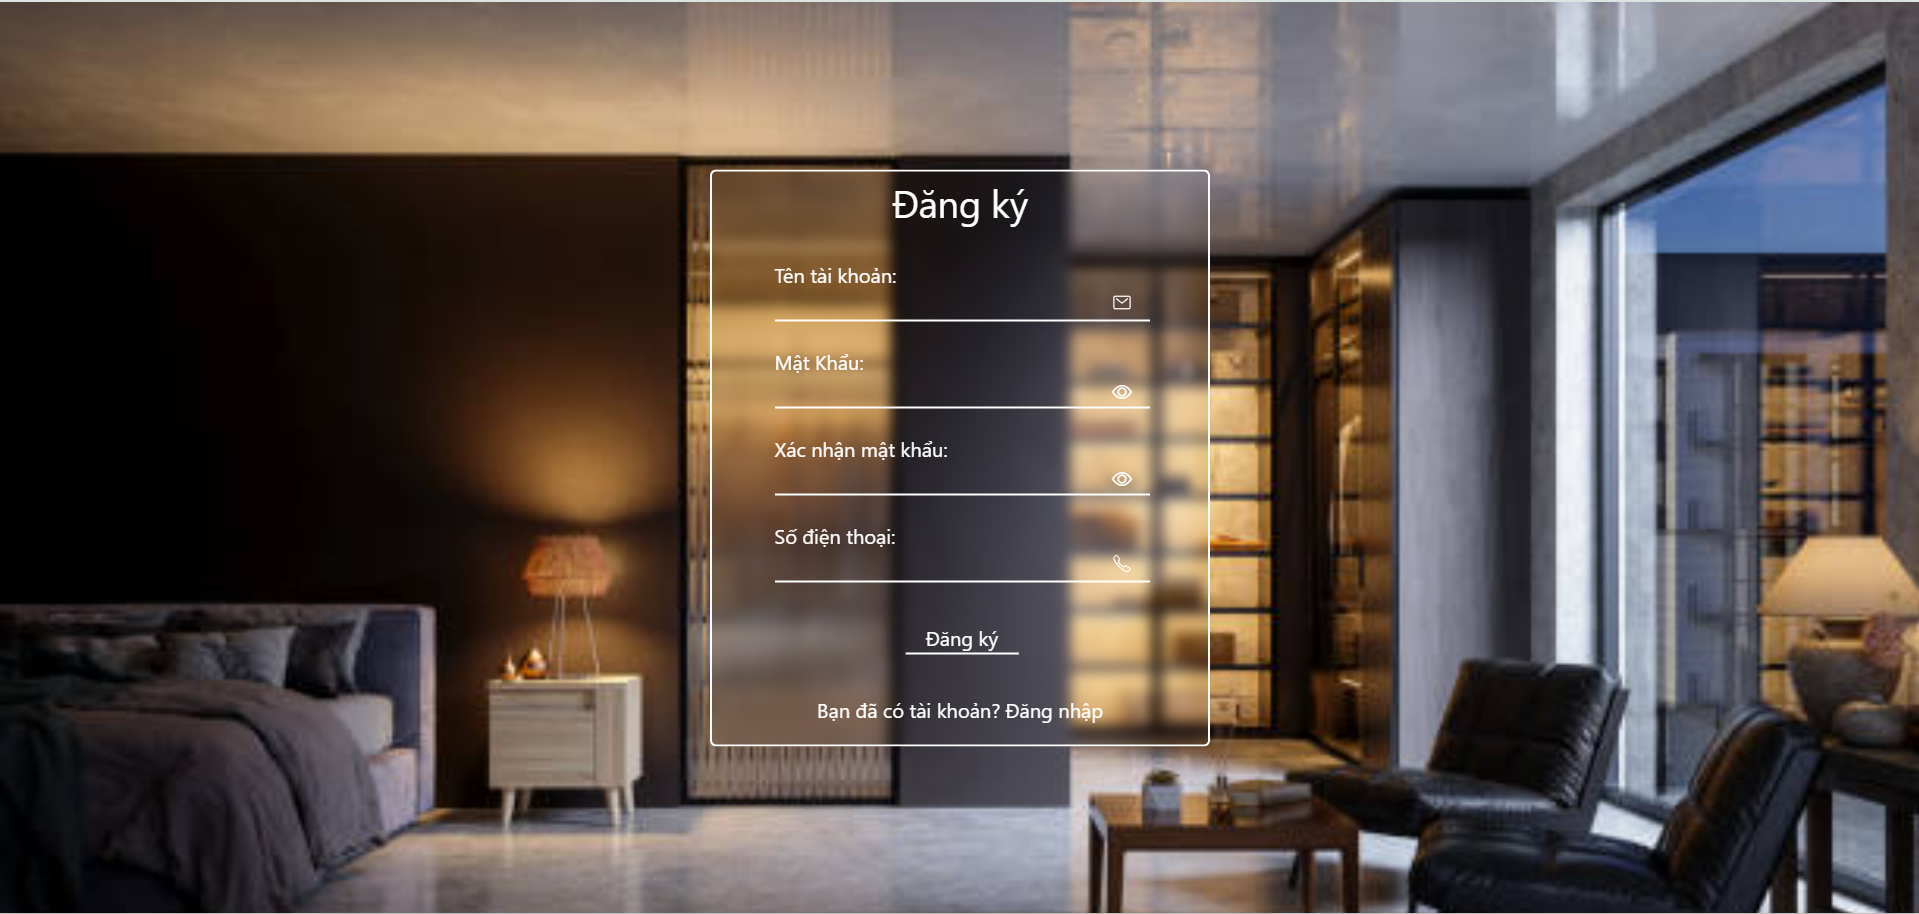 Đăng ký
Tên tài khoản:
Mật Khẩu:
Xác nhận mật khẩu:
Số điện thoại:
Đăng ký
Bạn đã có tài khoản? Đăng nhập